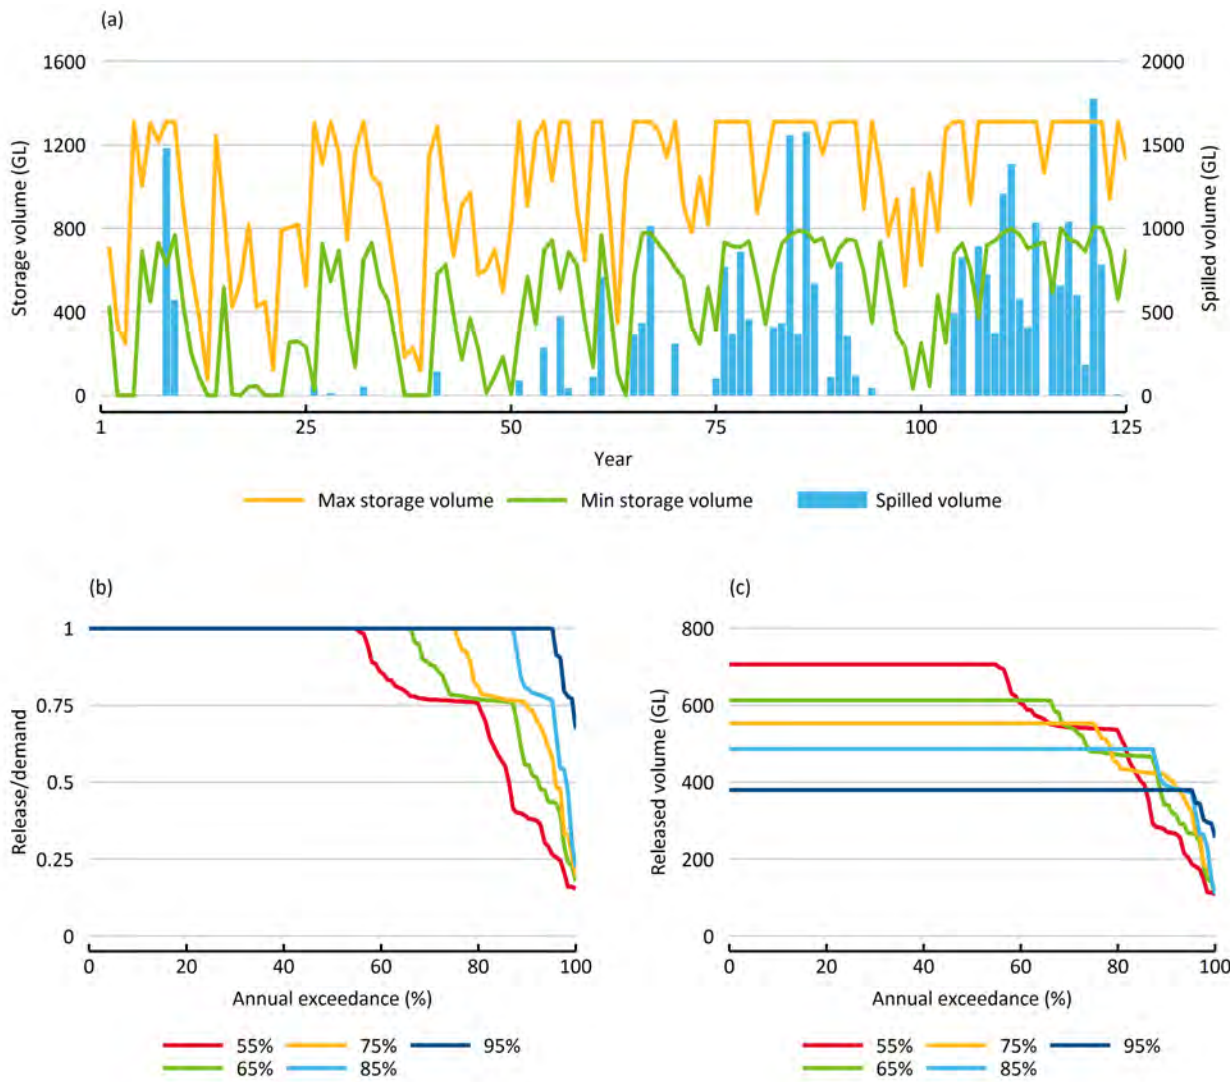 (a)
1600 2000
1200 1500
800 1000
400 500
0 0
Storage volume (GL)
Spilled volume (GL)
1 25 50 75 100 125
Year
Max storage volume Min storage volume Spilled volume
(b)
1
0.75
0.5
0.25
0
Release/demand
0 20 40 60 80 100
Annual exceedance (%)
55% 75% 95%
65% 85%
(c)
800
600
400
200
0
Released volume (GL)
0 20 40 60 80 100
Annual exceedance (%)
55% 75% 95%
65% 85%